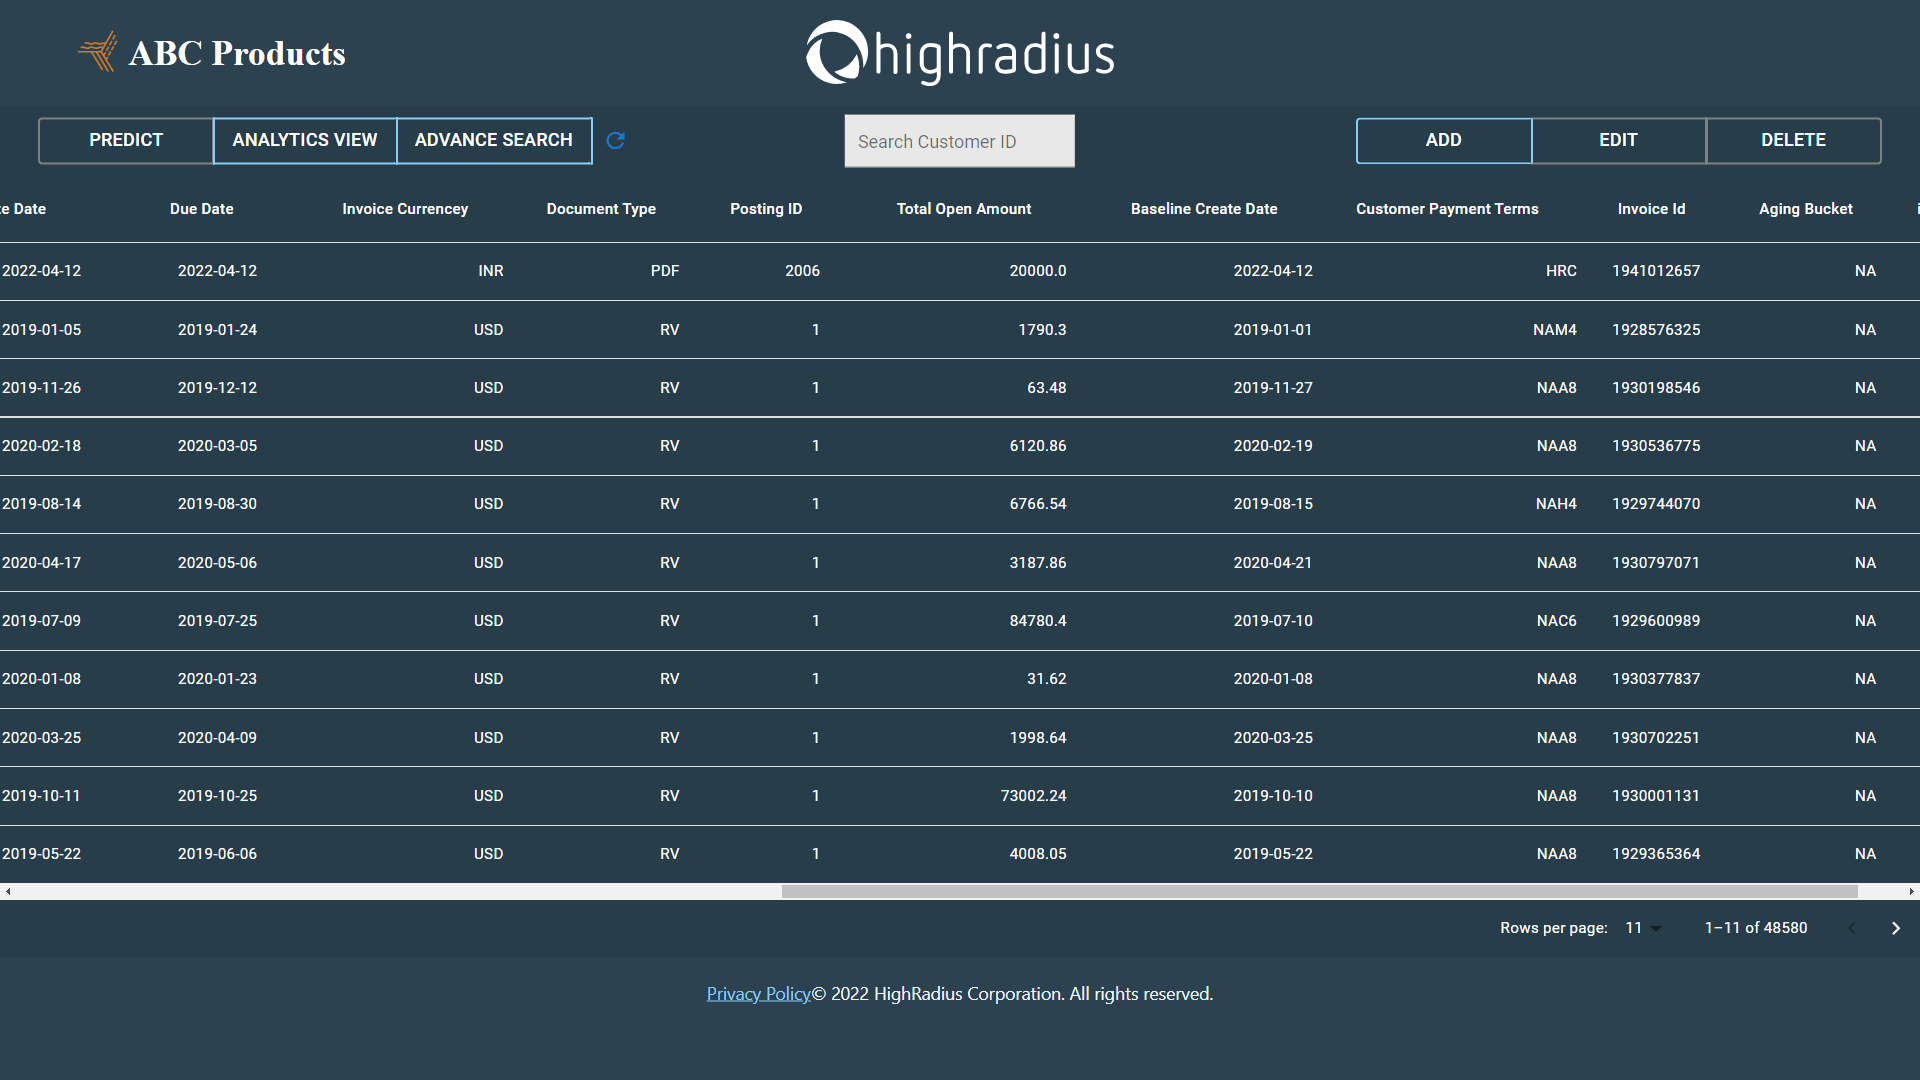 ABC Products
highradius
PREDICT ANALYTICS VIEW ADVANCE SEARCH Search Customer ID ADD EDIT DELETE
e Date Due Date Invoice Currencey Document Type Posting ID Total Open Amount Baseline Create Date Customer Payment Terms Invoice Id Aging Bucket
2022-04-12 2022-04-12 INR PDF 2006 20000.0 2022-04-12 HRC 1941012657 NA
2019-01-05 2019-01-24 USD RV 1 1790.3 2019-01-01 NAM4 1928576325 NA
2019-11-26 2019-12-12 USD RV 1 63.48 2019-11-27 NAA8 1930198546 NA
2020-02-18 2020-03-05 USD RV 1 6120.86 2020-02-19 NAA8 1930536775 NA
2019-08-14 2019-08-30 USD RV 1 6766.54 2019-08-15 NAH4 1929744070 NA
2020-04-17 2020-05-06 USD RV 1 3187.86 2020-04-21 NAA8 1930797071 NA
2019-07-09 2019-07-25 USD RV 1 84780.4 2019-07-10 NAC6 1929600989 NA
2020-01-08 2020-01-23 USD RV 1 31.62 2020-01-08 NAA8 1930377837 NA
2020-03-25 2020-04-09 USD RV 1 1998.64 2020-03-25 NAA8 1930702251 NA
2019-10-11 2019-10-25 USD RV 1 73002.24 2019-10-10 NAA8 1930001131 NA
2019-05-22 2019-06-06 USD RV 1 4008.05 2019-05-22 NAA8 1929365364 NA
Rows per page: 11 1–11 of 48580
Privacy Policy© 2022 HighRadius Corporation. All rights reserved.